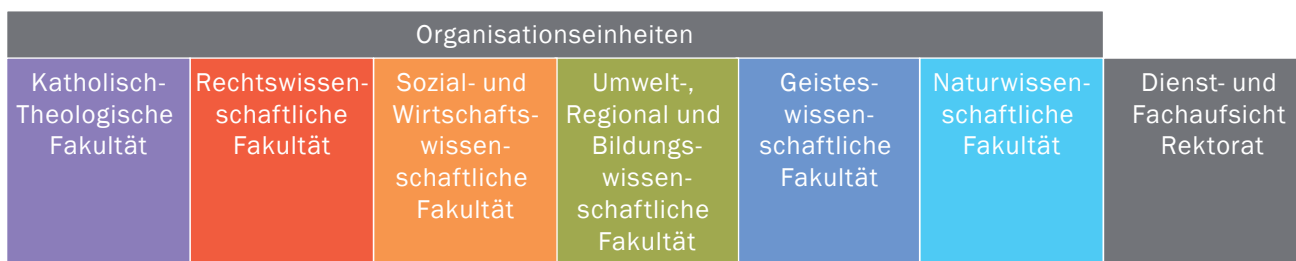 Organisationseinheiten
Katholisch-
Theologische
Fakultät
Rechtswissen-
schaftliche
Fakultät
Sozial- und
Wirtschafts-
wissen-
schaftliche
Fakultät
Umwelt-,
Regional und
Bildungs-
wissen-
schaftliche
Fakultät
Geistes-
wissen-
schaftliche
Fakultät
Naturwissen-
schaftliche
Fakultät
Dienst- und
Fachaufsicht
Rektorat